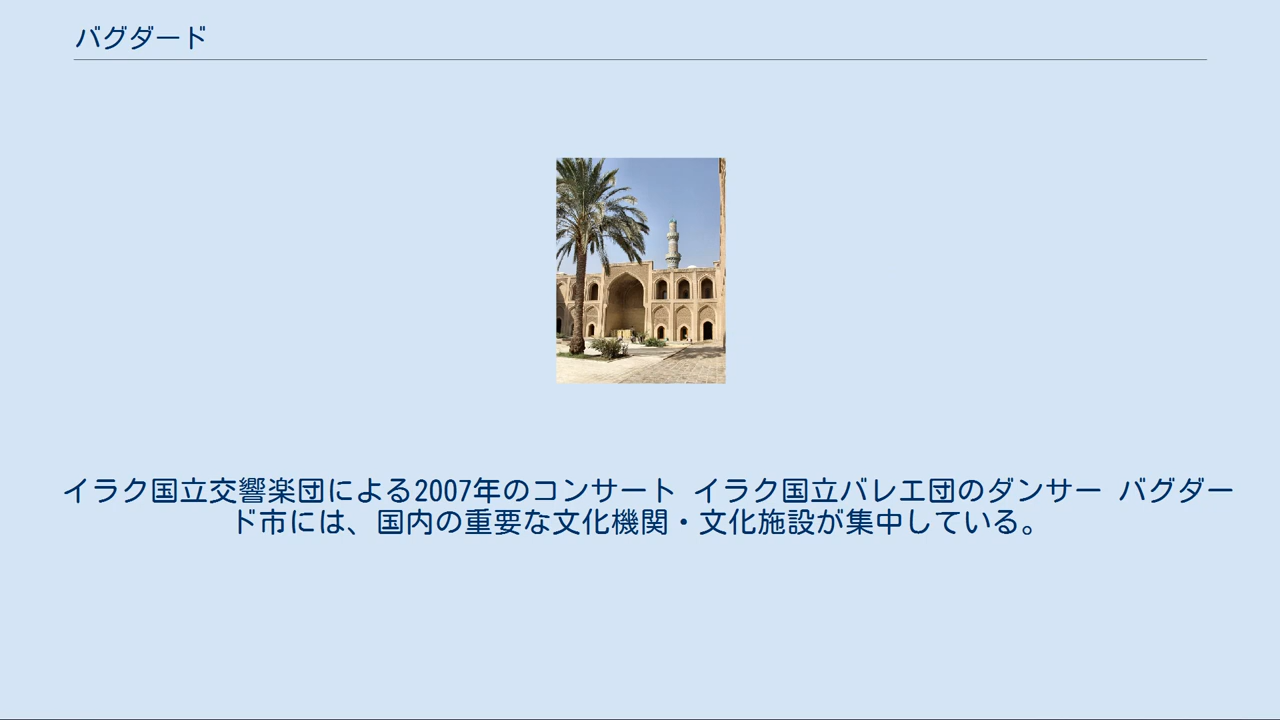 バグダード
イラク国立交響楽団による2007年のコンサート イラク国立バレエ団のダンサー バグダー
ド市には、国内の重要な文化機関・文化施設が集中している。